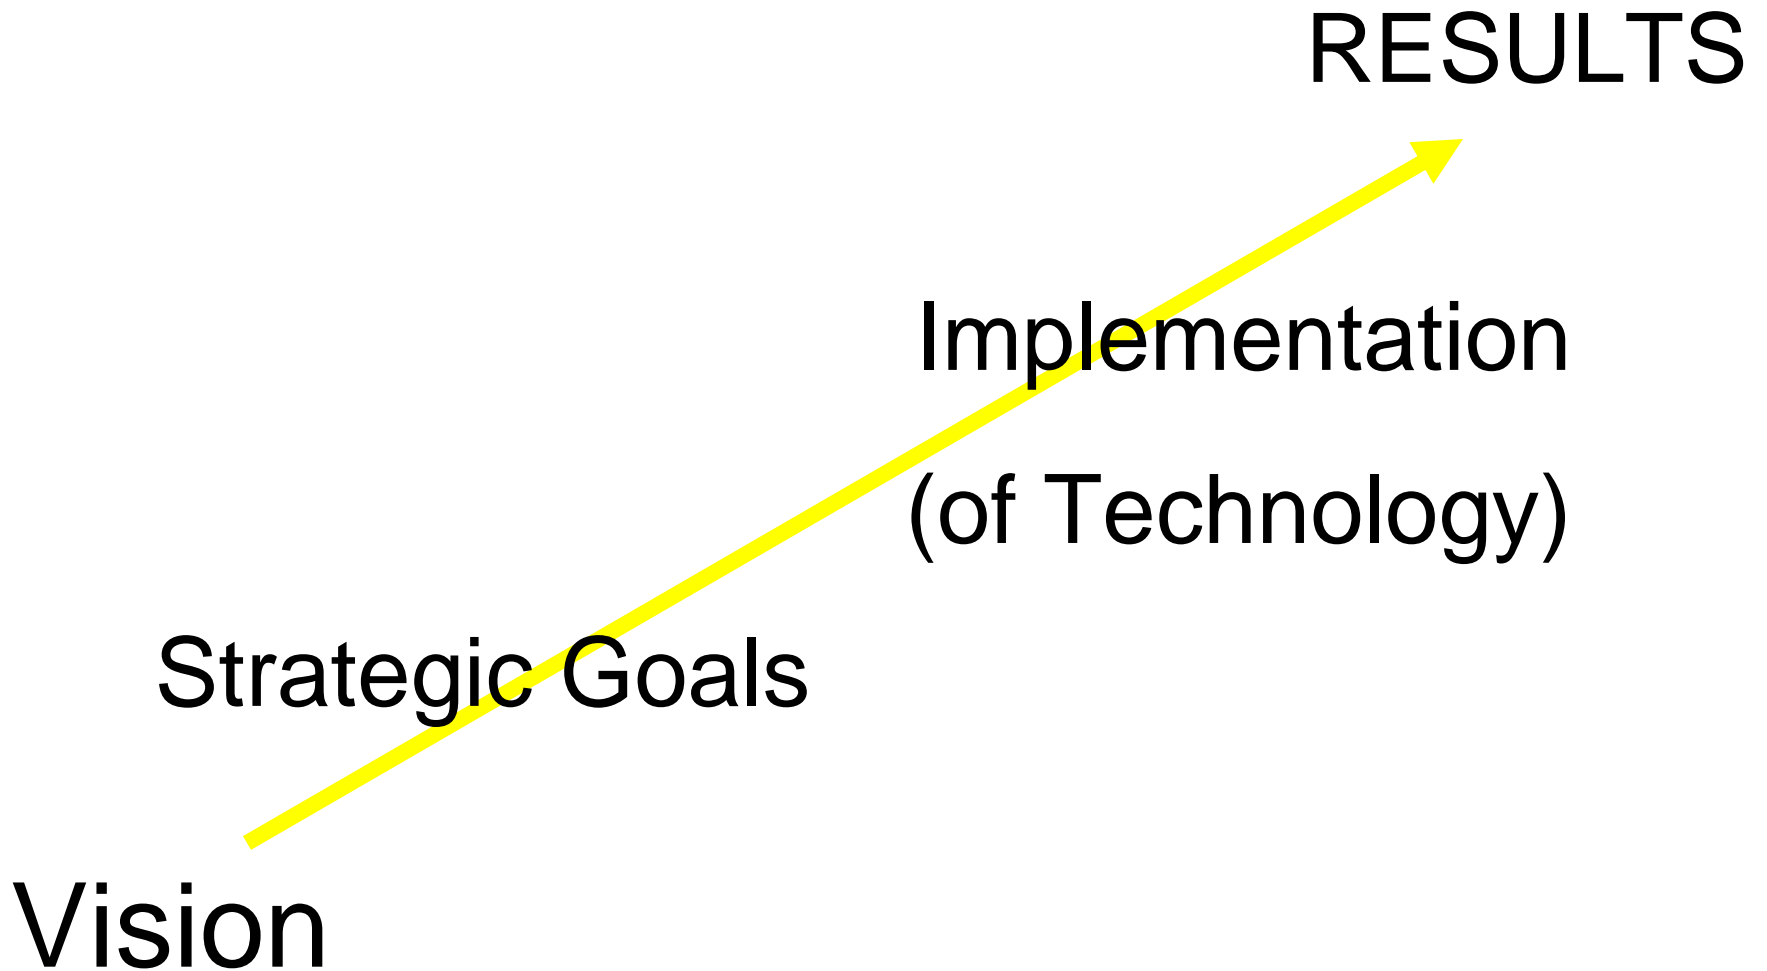 RESULTS
Implementation
(of Technology)
Strategic Goals
Vision